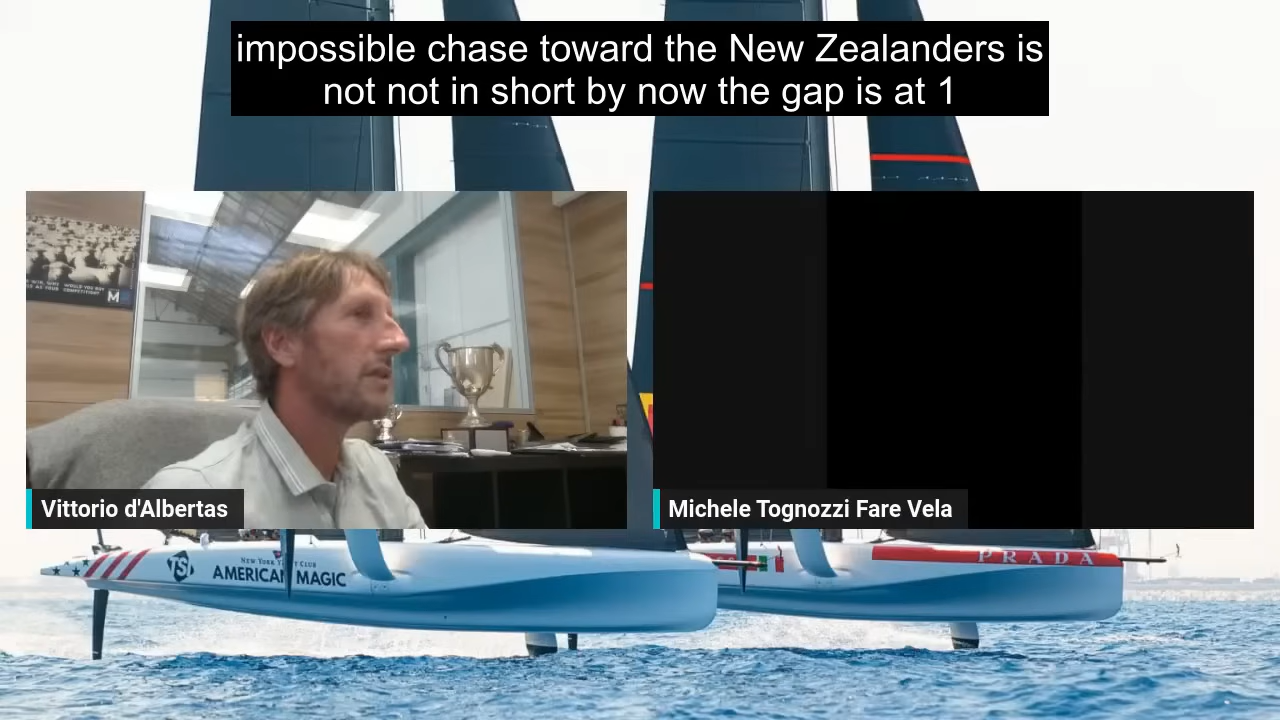 impossible chase toward the New Zealanders is
not not in short by now the gap is at 1
M
Vittorio d'Albertas
Michele Tognozzi Fare Vela
AMERICAN MAGIC
PRADA